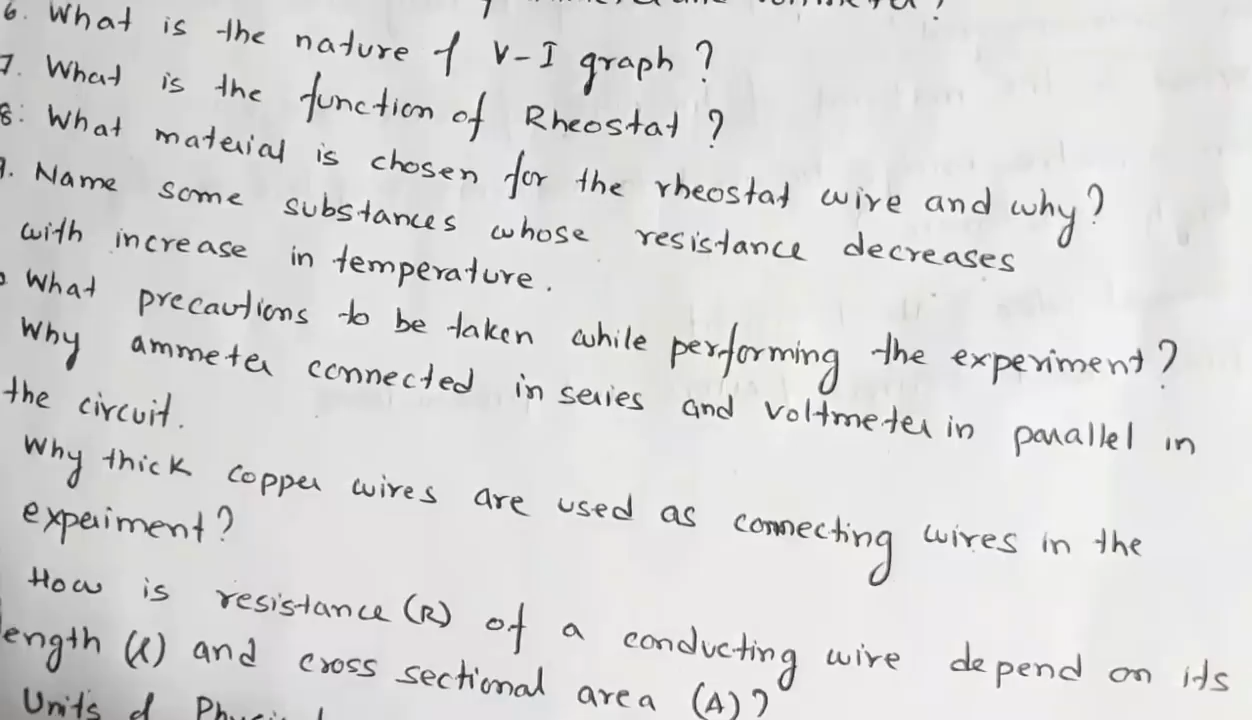 6. What is the nature of V-I graph?
7. What is the function of Rheostat?
8: What material is chosen for the rheostat wire and why?
9. Name some substances whose resistance decreases
with increase in temperature.
What precautions to be taken while performing the experiment?
Why ammeter connected in series and voltmeter in parallel in
the circuit.
Why thick copper wires are used as connecting wires in the
experiment?
How is resistance (R) of a conducting wire depend on its
length (l) and cross sectional area (A)?
Units of